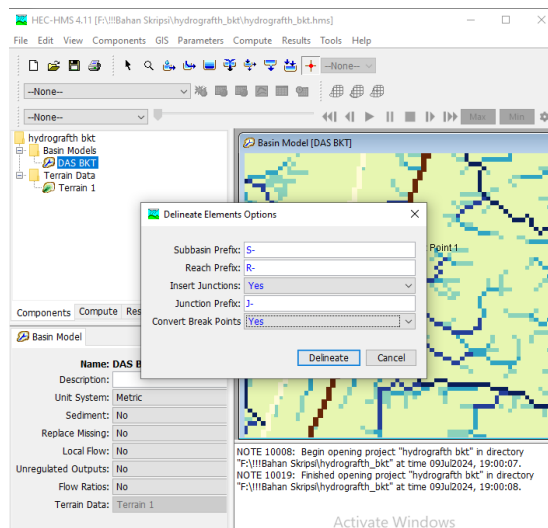 HEC-HMS 4.11 [F:\!!!Bahan Skripsi\hydrografth_bkt\hydrografth_bkt.hms]
File Edit View Components GIS Parameters Compute Results Tools Help
--None--
--None--
--None--
Max Min
hydrografth bkt
Basin Models
DAS BKT
Terrain Data
Terrain 1
Basin Model [DAS BKT]
Point 1
Delineate Elements Options
Subbasin Prefix: S-
Reach Prefix: R-
Insert Junctions: Yes
Junction Prefix: J-
Convert Break Points Yes
Delineate Cancel
Components Compute Res
Basin Model
Name: DAS B
Description:
Unit System: Metric
Sediment: No
Replace Missing: No
Local Flow: No
Unregulated Outputs: No
Flow Ratios: No
Terrain Data: Terrain 1
NOTE 10008: Begin opening project "hydrografth bkt" in directory
"F:\!!!Bahan Skripsi\hydrografth_bkt" at time 09Jul2024, 19:00:07.
NOTE 10019: Finished opening project "hydrografth bkt" in directory
"F:\!!!Bahan Skripsi\hydrografth_bkt" at time 09Jul2024, 19:00:08.
Activate Windows